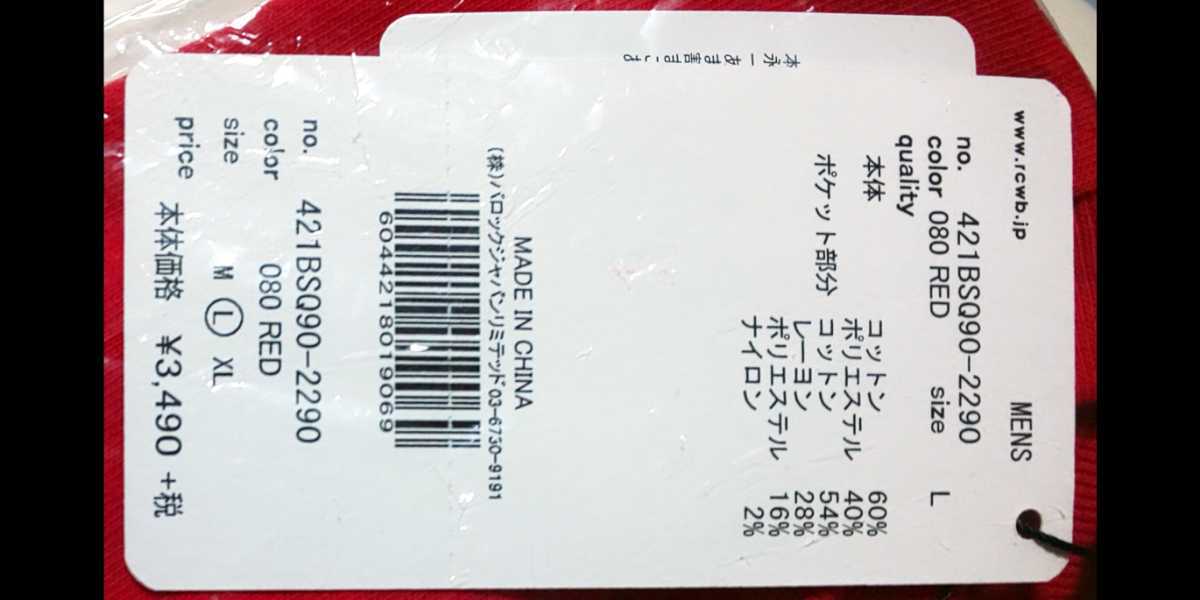 www.rcwb.jp MENS
no. 421BSQ90-2290
color 080 RED size L
quality
本体 コットン 60%
ポリエステル 40%
ポケット部分 コットン 54%
レーヨン 28%
ポリエステル 16%
ナイロン 2%
MADE IN CHINA
(株)バロックジャパンリミテッド03-6730-9191
6044218019069
no. 421BSQ90-2290
color 080 RED
size M L XL
price 本体価格 ¥3,490 +税